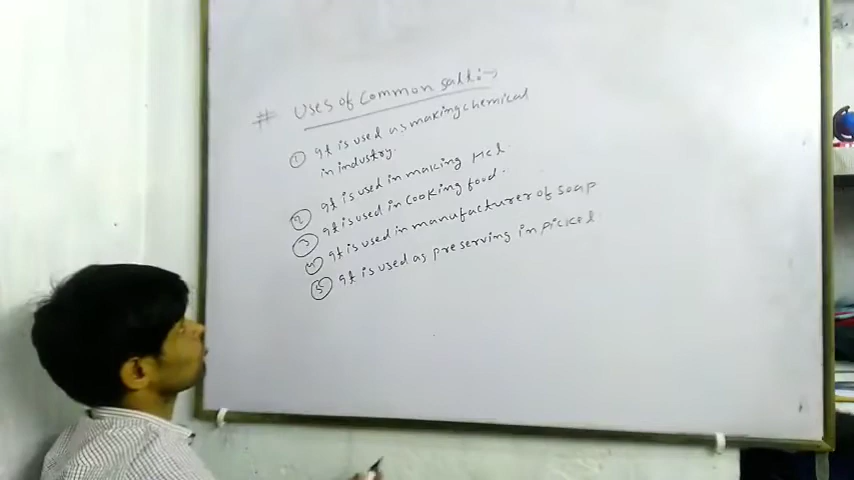 # Uses of Common salt :→
① It is used as making chemical
in industry.
② It is used in making Hcl.
③ It is used in cooking food.
④ It is used in manufacturer of soap
⑤ It is used as preserving in pickel